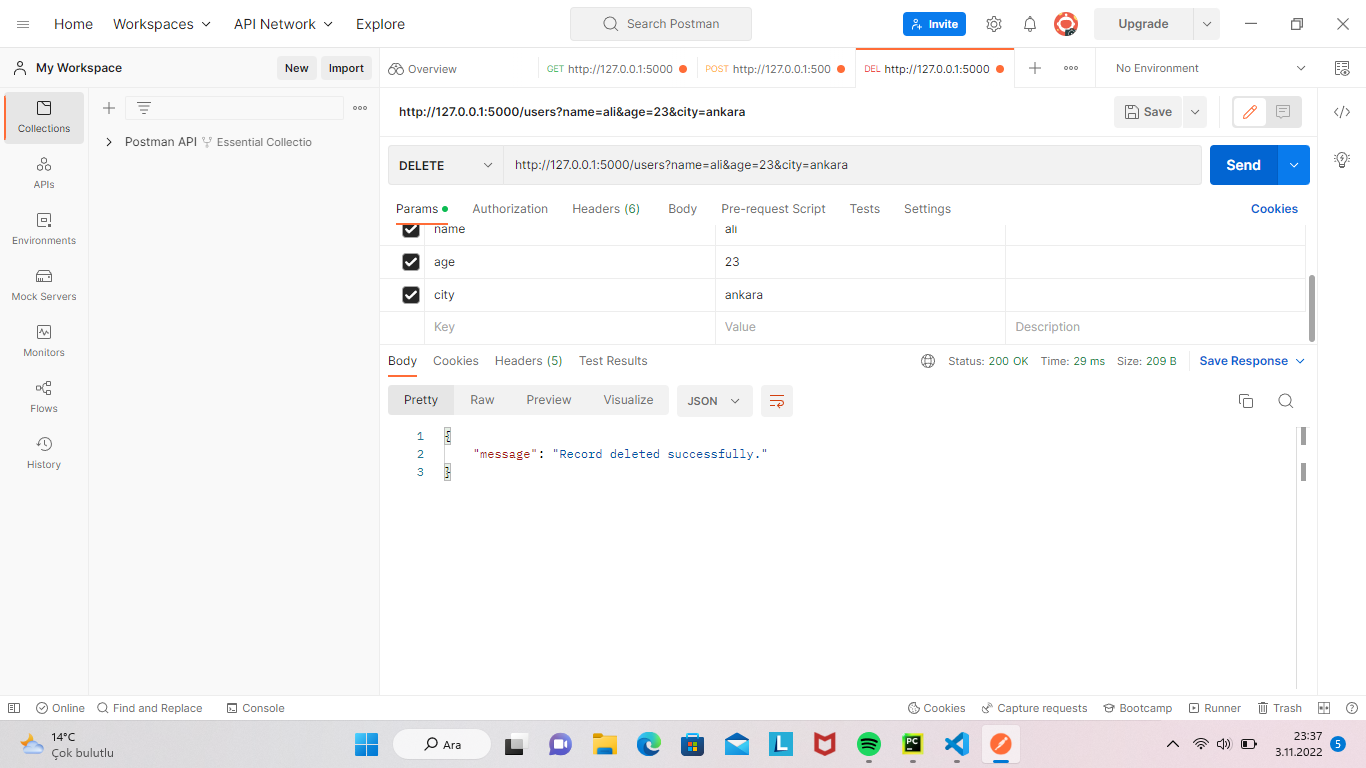 Home Workspaces API Network Explore Search Postman Invite Upgrade
My Workspace New Import Overview GET http://127.0.0.1:5000 POST http://127.0.0.1:500 DEL http://127.0.0.1:5000 No Environment
http://127.0.0.1:5000/users?name=ali&age=23&city=ankara Save
Collections
Postman API Essential Collectio
DELETE http://127.0.0.1:5000/users?name=ali&age=23&city=ankara Send
APIs
Params Authorization Headers (6) Body Pre-request Script Tests Settings Cookies
name ali
Environments
age 23
Mock Servers
city ankara
Key Value Description
Monitors
Body Cookies Headers (5) Test Results Status: 200 OK Time: 29 ms Size: 209 B Save Response
Flows
Pretty Raw Preview Visualize JSON
1 {
2 "message": "Record deleted successfully."
3 }
History
Online Find and Replace Console Cookies Capture requests Bootcamp Runner Trash
14°C
Çok bulutlu
Ara
L
PC
23:37
3.11.2022
5